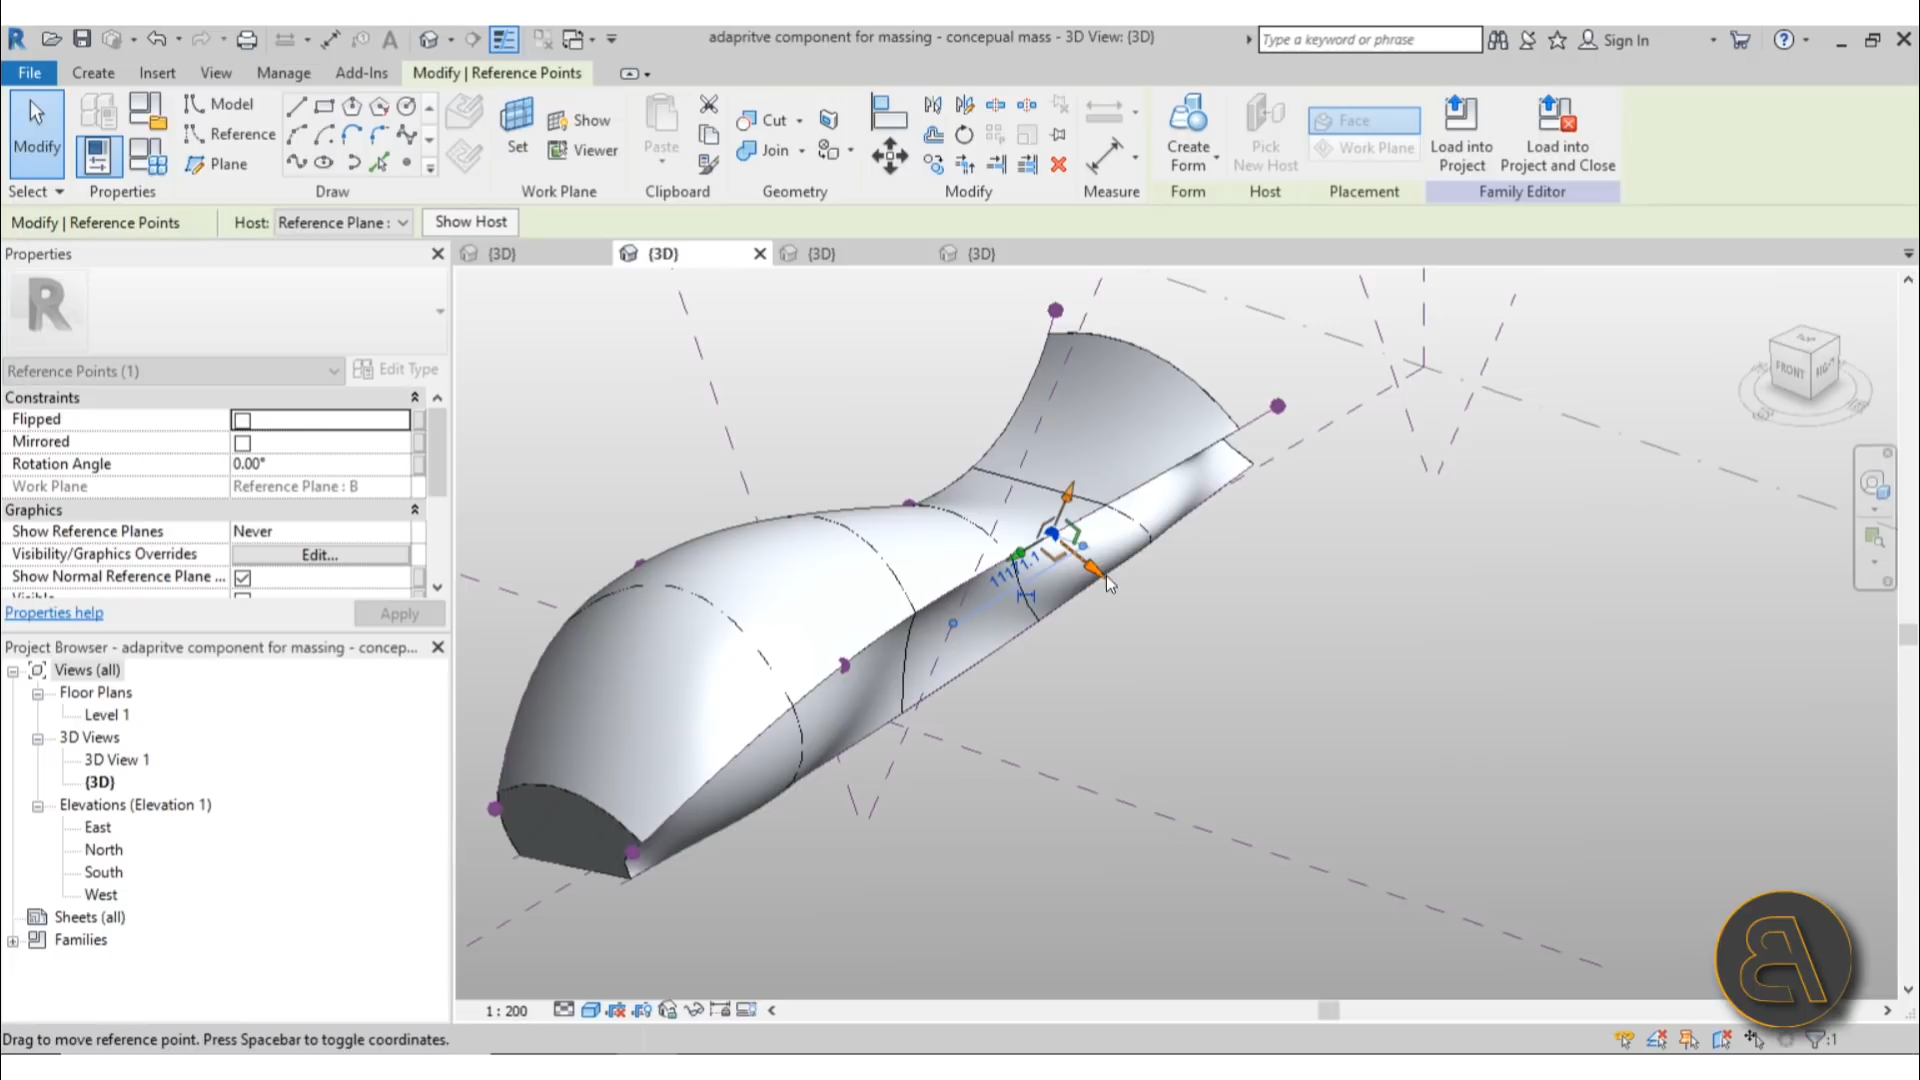 adapritve component for massing - concepual mass - 3D View: {3D}
Type a keyword or phrase
Sign In
File Create Insert View Manage Add-Ins Modify | Reference Points
Modify
Model
Reference
Plane
Set
Show
Viewer
Paste
Cut
Join
Create Form
Pick New Host
Face
Work Plane
Load into Project
Load into Project and Close
Select Properties Draw Work Plane Clipboard Geometry Modify Measure Form Host Placement Family Editor
Modify | Reference Points Host: Reference Plane : Show Host
Properties
{3D} {3D} {3D} {3D}
R
Reference Points (1) Edit Type
Constraints
Flipped
Mirrored
Rotation Angle 0.00°
Work Plane Reference Plane : B
Graphics
Show Reference Planes Never
Visibility/Graphics Overrides Edit...
Show Normal Reference Plane ...
Properties help Apply
Project Browser - adapritve component for massing - concep...
Views (all)
Floor Plans
Level 1
3D Views
3D View 1
{3D}
Elevations (Elevation 1)
East
North
South
West
Sheets (all)
Families
11171.1
TOP
FRONT
RIGHT
1 : 200
Drag to move reference point. Press Spacebar to toggle coordinates.
:1